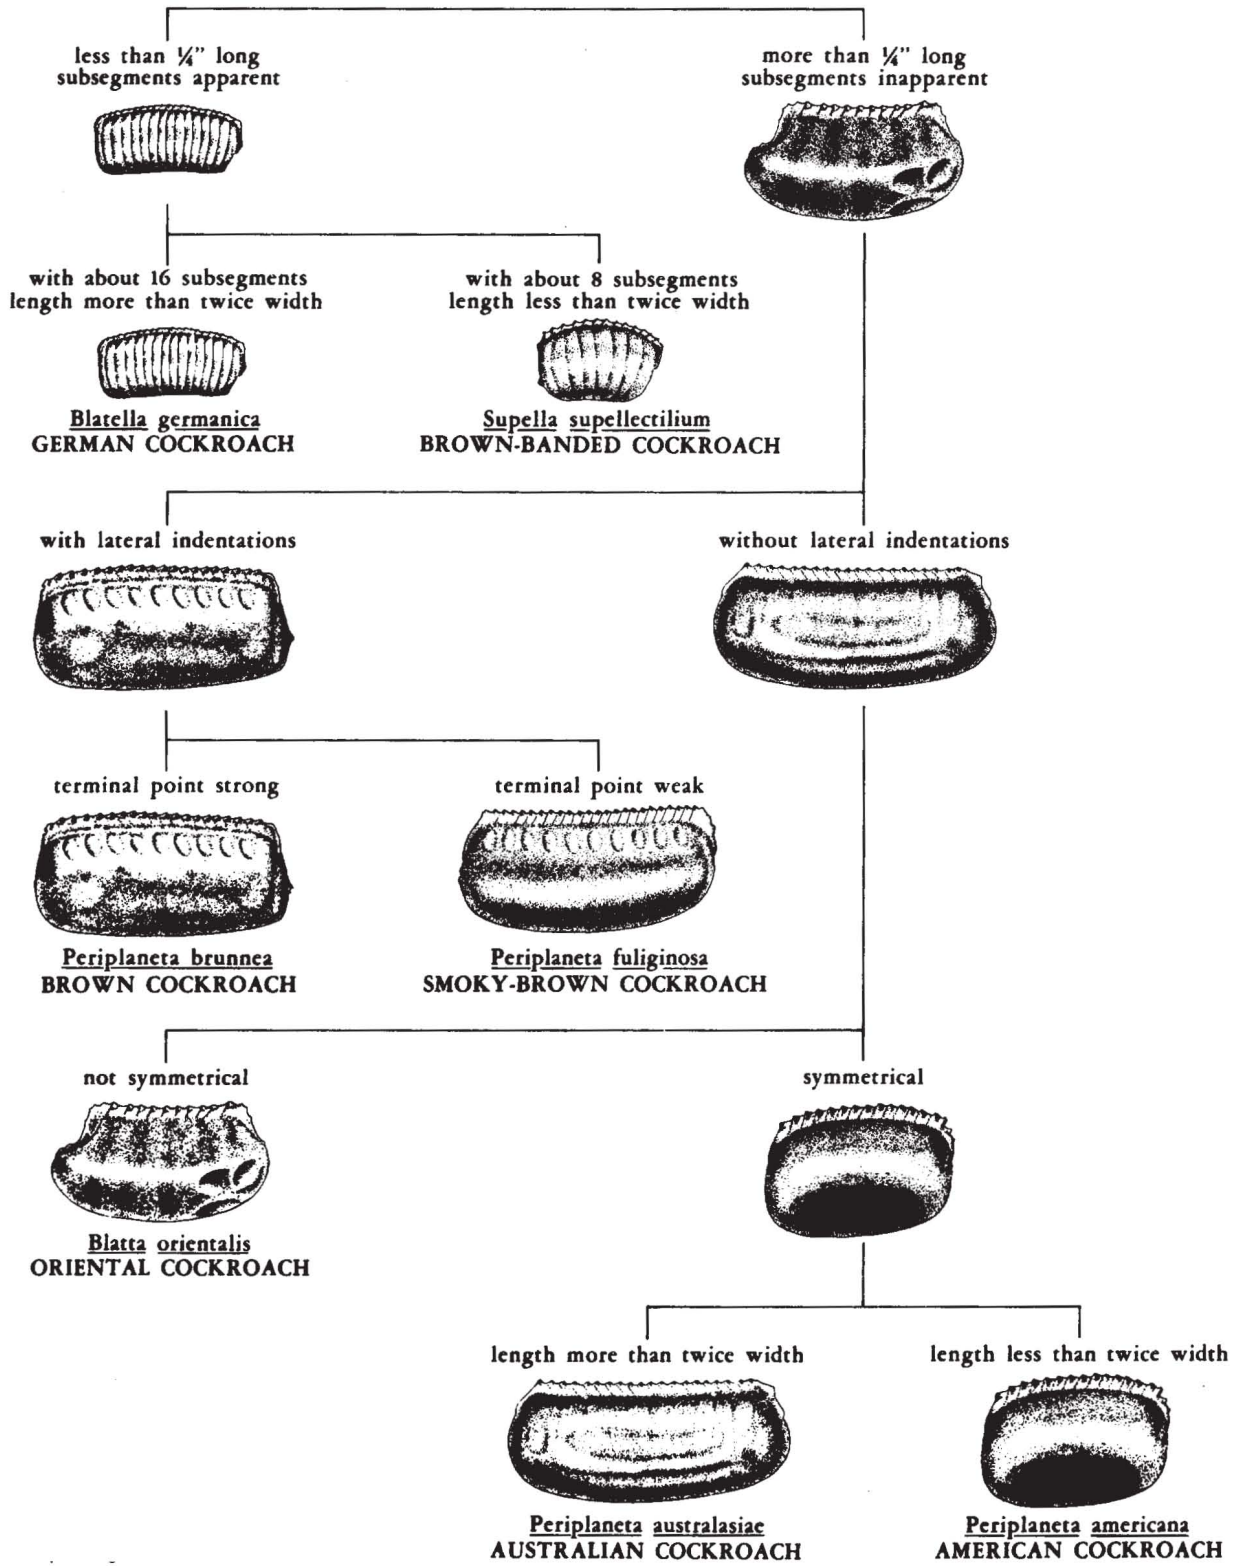 less than ¼” long
subsegments apparent
more than ¼” long
subsegments inapparent
with about 16 subsegments
length more than twice width
Blatella germanica
GERMAN COCKROACH
with about 8 subsegments
length less than twice width
Supella supellectilium
BROWN-BANDED COCKROACH
with lateral indentations
without lateral indentations
terminal point strong
Periplaneta brunnea
BROWN COCKROACH
terminal point weak
Periplaneta fuliginosa
SMOKY-BROWN COCKROACH
not symmetrical
Blatta orientalis
ORIENTAL COCKROACH
symmetrical
length more than twice width
Periplaneta australasiae
AUSTRALIAN COCKROACH
length less than twice width
Periplaneta americana
AMERICAN COCKROACH